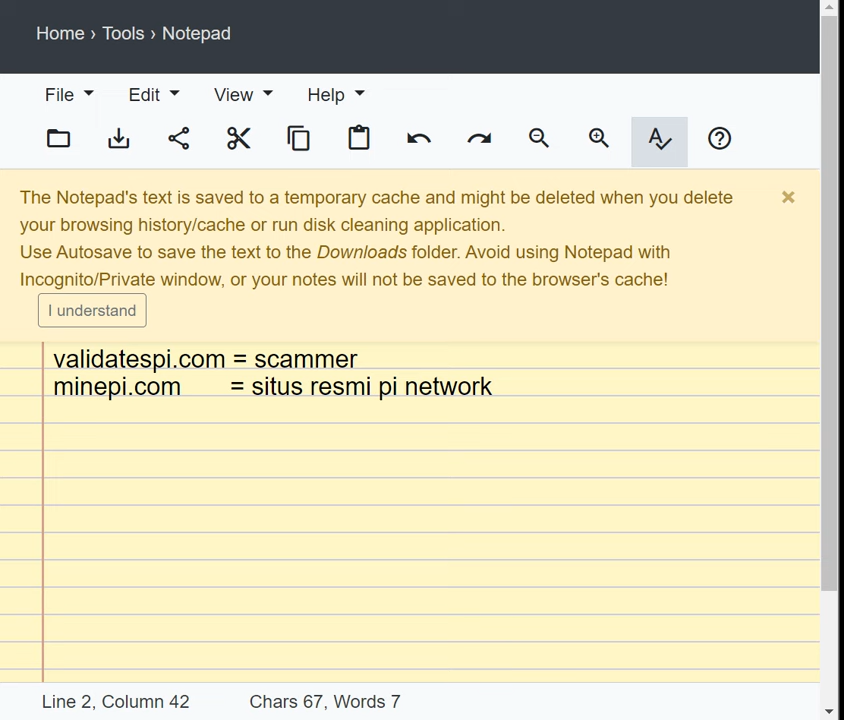 Home › Tools › Notepad
File Edit View Help
The Notepad's text is saved to a temporary cache and might be deleted when you delete
your browsing history/cache or run disk cleaning application.
Use Autosave to save the text to the Downloads folder. Avoid using Notepad with
Incognito/Private window, or your notes will not be saved to the browser's cache!
I understand
validatespi.com = scammer
minepi.com = situs resmi pi network
Line 2, Column 42 Chars 67, Words 7